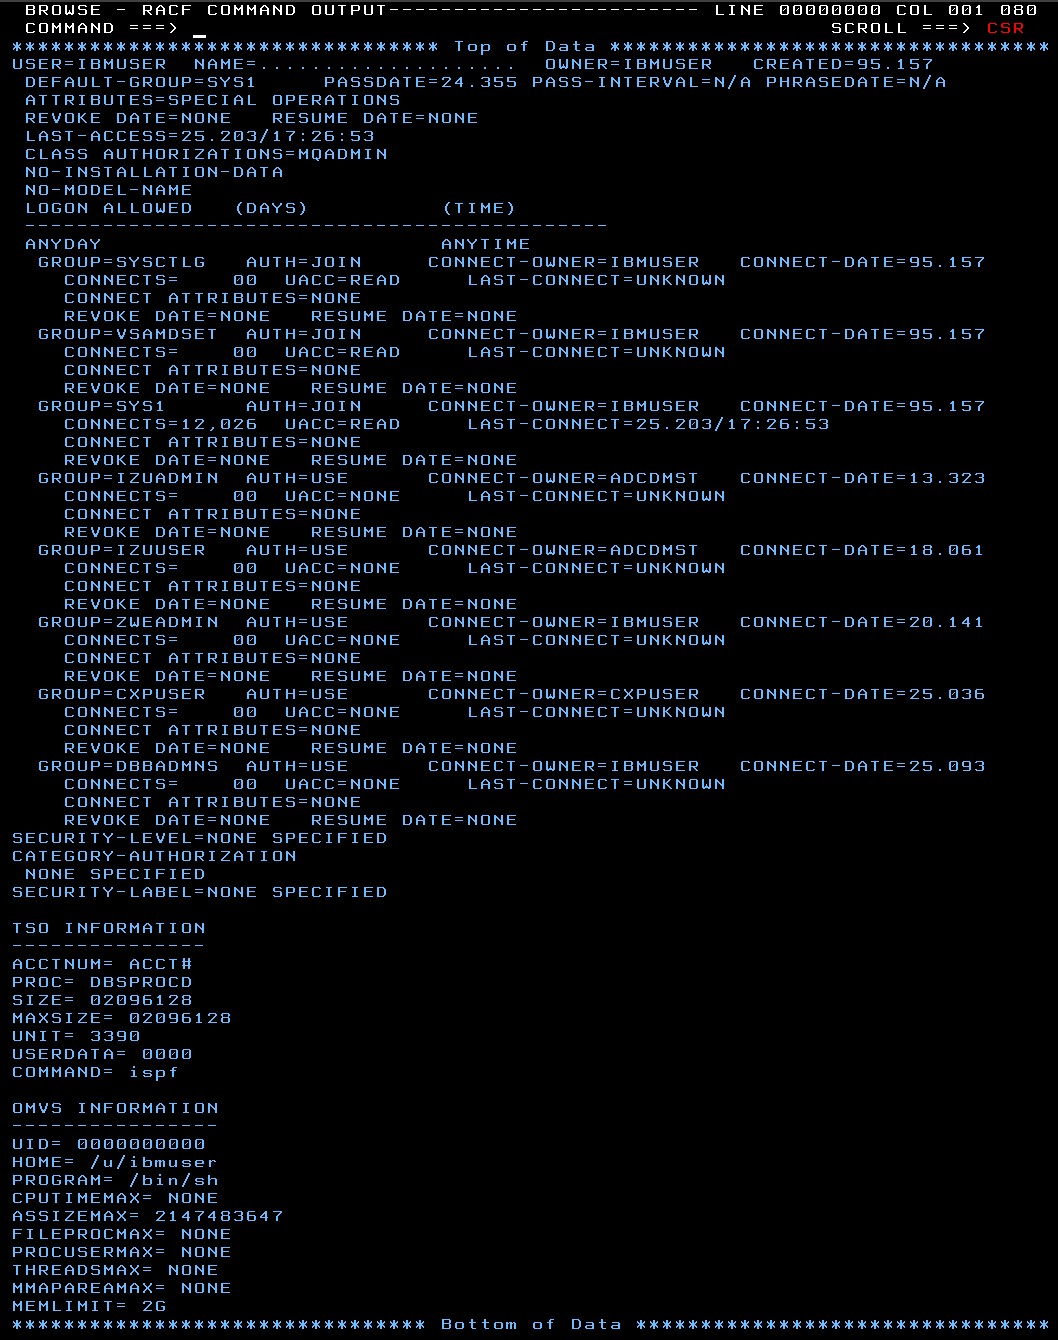 BROWSE - RACF COMMAND OUTPUT------------------------ LINE 00000000 COL 001 080
COMMAND ===> _                                                SCROLL ===> CSR
********************************* Top of Data **********************************
USER=IBMUSER  NAME=....................  OWNER=IBMUSER   CREATED=95.157
 DEFAULT-GROUP=SYS1     PASSDATE=24.355 PASS-INTERVAL=N/A PHRASEDATE=N/A
 ATTRIBUTES=SPECIAL OPERATIONS
 REVOKE DATE=NONE   RESUME DATE=NONE
 LAST-ACCESS=25.203/17:26:53
 CLASS AUTHORIZATIONS=MQADMIN
 NO-INSTALLATION-DATA
 NO-MODEL-NAME
 LOGON ALLOWED   (DAYS)          (TIME)
 ---------------------------------------------
 ANYDAY                          ANYTIME
  GROUP=SYSCTLG   AUTH=JOIN     CONNECT-OWNER=IBMUSER   CONNECT-DATE=95.157
    CONNECTS=    00  UACC=READ     LAST-CONNECT=UNKNOWN
    CONNECT ATTRIBUTES=NONE
    REVOKE DATE=NONE   RESUME DATE=NONE
  GROUP=VSAMDSET  AUTH=JOIN     CONNECT-OWNER=IBMUSER   CONNECT-DATE=95.157
    CONNECTS=    00  UACC=READ     LAST-CONNECT=UNKNOWN
    CONNECT ATTRIBUTES=NONE
    REVOKE DATE=NONE   RESUME DATE=NONE
  GROUP=SYS1      AUTH=JOIN     CONNECT-OWNER=IBMUSER   CONNECT-DATE=95.157
    CONNECTS=12,026  UACC=READ     LAST-CONNECT=25.203/17:26:53
    CONNECT ATTRIBUTES=NONE
    REVOKE DATE=NONE   RESUME DATE=NONE
  GROUP=IZUADMIN  AUTH=USE      CONNECT-OWNER=ADCDMST   CONNECT-DATE=13.323
    CONNECTS=    00  UACC=NONE     LAST-CONNECT=UNKNOWN
    CONNECT ATTRIBUTES=NONE
    REVOKE DATE=NONE   RESUME DATE=NONE
  GROUP=IZUUSER   AUTH=USE      CONNECT-OWNER=ADCDMST   CONNECT-DATE=18.061
    CONNECTS=    00  UACC=NONE     LAST-CONNECT=UNKNOWN
    CONNECT ATTRIBUTES=NONE
    REVOKE DATE=NONE   RESUME DATE=NONE
  GROUP=ZWEADMIN  AUTH=USE      CONNECT-OWNER=IBMUSER   CONNECT-DATE=20.141
    CONNECTS=    00  UACC=NONE     LAST-CONNECT=UNKNOWN
    CONNECT ATTRIBUTES=NONE
    REVOKE DATE=NONE   RESUME DATE=NONE
  GROUP=CXPUSER   AUTH=USE      CONNECT-OWNER=CXPUSER   CONNECT-DATE=25.036
    CONNECTS=    00  UACC=NONE     LAST-CONNECT=UNKNOWN
    CONNECT ATTRIBUTES=NONE
    REVOKE DATE=NONE   RESUME DATE=NONE
  GROUP=DBBADMNS  AUTH=USE      CONNECT-OWNER=IBMUSER   CONNECT-DATE=25.093
    CONNECTS=    00  UACC=NONE     LAST-CONNECT=UNKNOWN
    CONNECT ATTRIBUTES=NONE
    REVOKE DATE=NONE   RESUME DATE=NONE
SECURITY-LEVEL=NONE SPECIFIED
CATEGORY-AUTHORIZATION
 NONE SPECIFIED
SECURITY-LABEL=NONE SPECIFIED

TSO INFORMATION
---------------
ACCTNUM= ACCT#
PROC= DBSPROCD
SIZE= 02096128
MAXSIZE= 02096128
UNIT= 3390
USERDATA= 0000
COMMAND= ispf

OMVS INFORMATION
----------------
UID= 0000000000
HOME= /u/ibmuser
PROGRAM= /bin/sh
CPUTIMEMAX= NONE
ASSIZEMAX= 2147483647
FILEPROCMAX= NONE
PROCUSERMAX= NONE
THREADSMAX= NONE
MMAPAREAMAX= NONE
MEMLIMIT= 2G
******************************** Bottom of Data ********************************